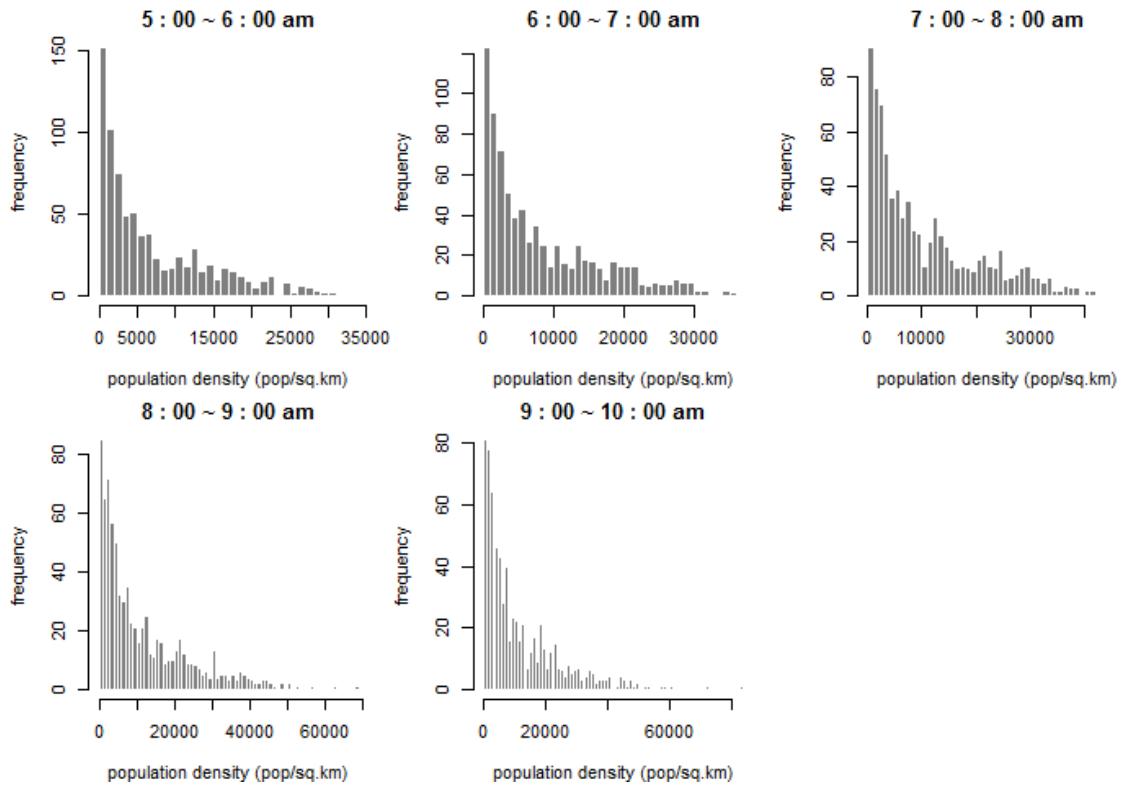 5 : 00 ~ 6 : 00 am
frequency
0 50 100 150
0 5000 15000 25000 35000
population density (pop/sq.km)
6 : 00 ~ 7 : 00 am
frequency
0 20 40 60 80 100
0 10000 20000 30000
population density (pop/sq.km)
7 : 00 ~ 8 : 00 am
frequency
0 20 40 60 80
0 10000 30000
population density (pop/sq.km)
8 : 00 ~ 9 : 00 am
frequency
0 20 40 60 80
0 20000 40000 60000
population density (pop/sq.km)
9 : 00 ~ 10 : 00 am
frequency
0 20 40 60 80
0 20000 60000
population density (pop/sq.km)